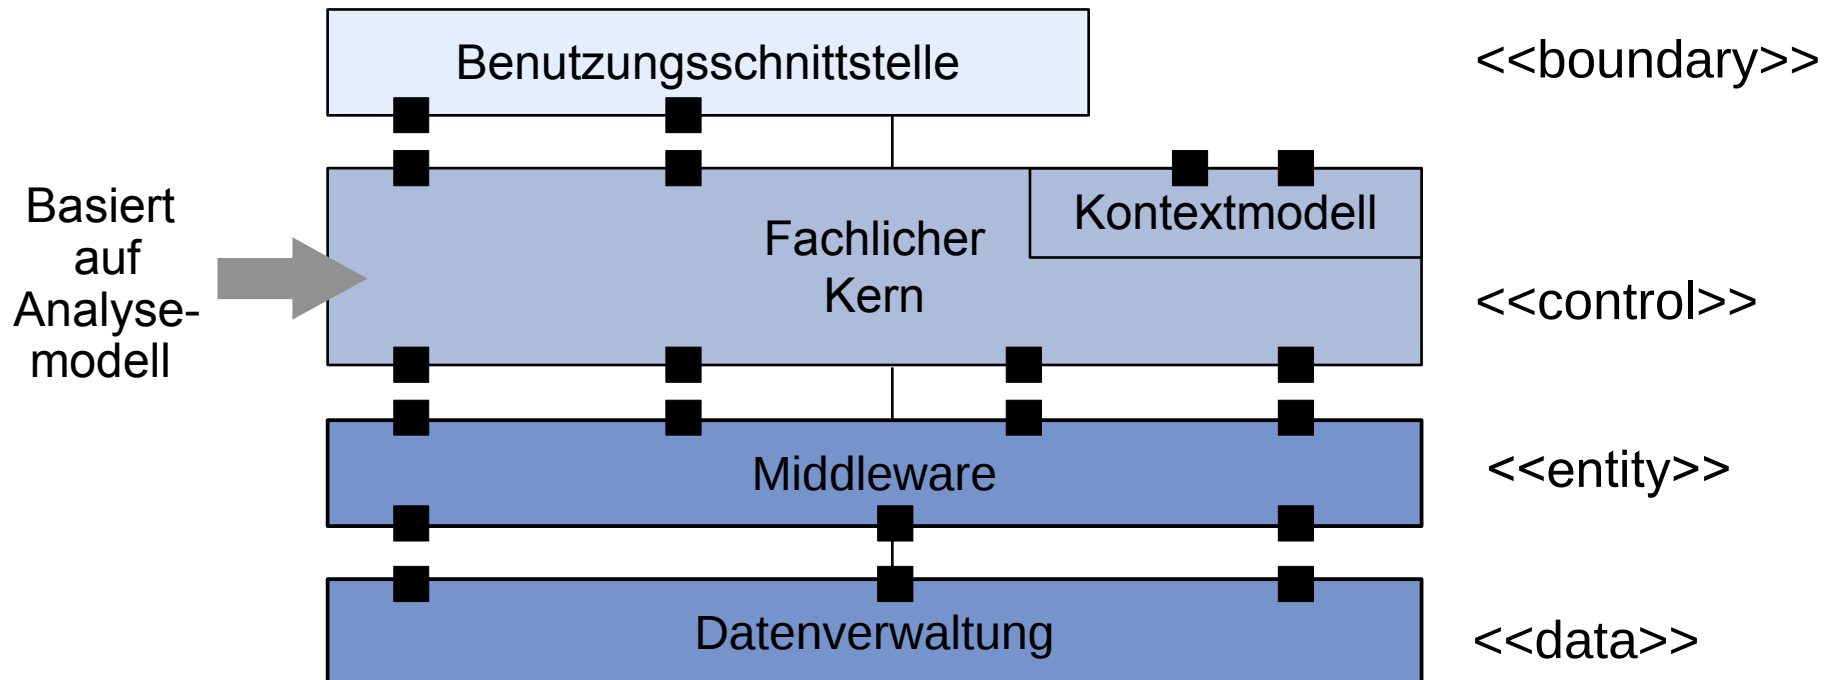 Benutzungsschnittstelle
<<boundary>>
Basiert
auf
Analyse-
modell
Kontextmodell
Fachlicher
Kern
<<control>>
Middleware
<<entity>>
Datenverwaltung
<<data>>